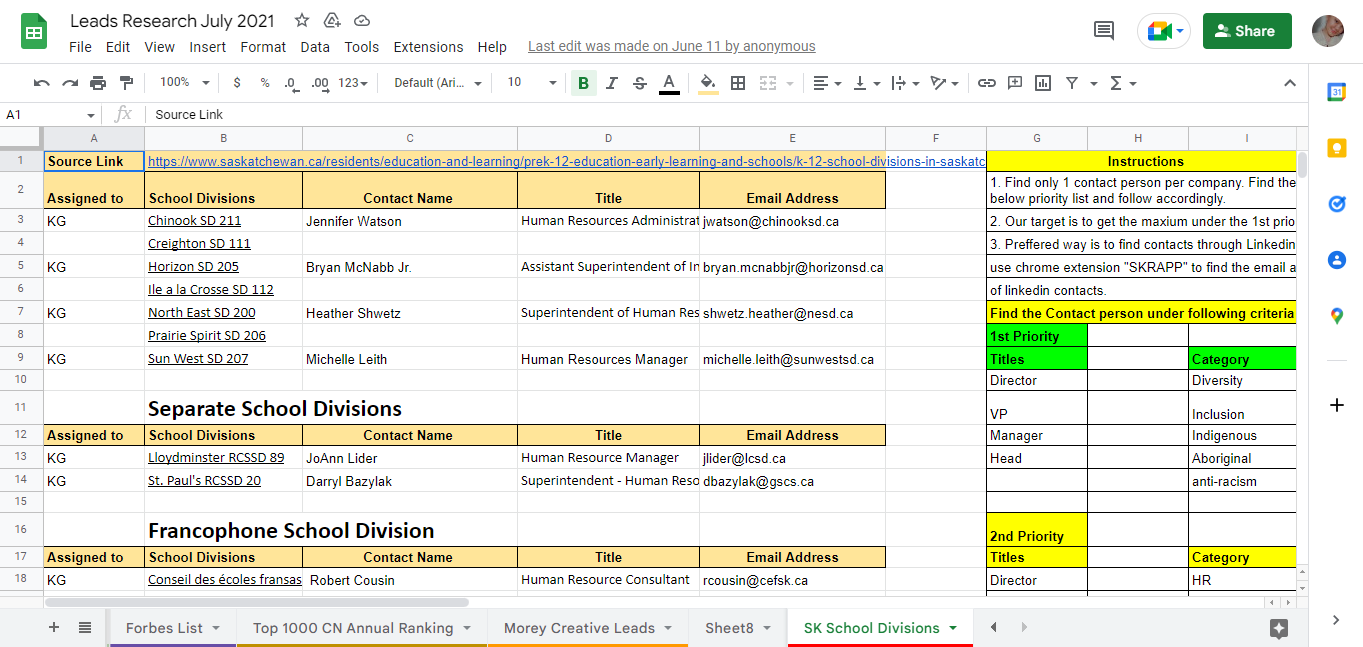 Leads Research July 2021
File Edit View Insert Format Data Tools Extensions Help Last edit was made on June 11 by anonymous
Share
100% $ % .0 .00 123 Default (Ari... 10 B I S A
31
A1 fx Source Link
A B C D E F G H I
1 Source Link https://www.saskatchewan.ca/residents/education-and-learning/prek-12-education-early-learning-and-schools/k-12-school-divisions-in-saskatc Instructions
1. Find only 1 contact person per company. Find the
2 Assigned to School Divisions Contact Name Title Email Address below priority list and follow accordingly.
3 KG Chinook SD 211 Jennifer Watson Human Resources Administrat jwatson@chinooksd.ca 2. Our target is to get the maxium under the 1st prio
4 Creighton SD 111 3. Preffered way is to find contacts through Linkedin
5 KG Horizon SD 205 Bryan McNabb Jr. Assistant Superintendent of In bryan.mcnabbjr@horizonsd.ca use chrome extension "SKRAPP" to find the email a
6 Ile a la Crosse SD 112 of linkedin contacts.
7 KG North East SD 200 Heather Shwetz Superintendent of Human Res shwetz.heather@nesd.ca Find the Contact person under following criteria
8 Prairie Spirit SD 206 1st Priority
9 KG Sun West SD 207 Michelle Leith Human Resources Manager michelle.leith@sunwestsd.ca Titles Category
10 Director Diversity
11 Separate School Divisions VP Inclusion
12 Assigned to School Divisions Contact Name Title Email Address Manager Indigenous
13 KG Lloydminster RCSSD 89 JoAnn Lider Human Resource Manager jlider@lcsd.ca Head Aboriginal
14 KG St. Paul's RCSSD 20 Darryl Bazylak Superintendent - Human Reso dbazylak@gscs.ca anti-racism
15
16 Francophone School Division 2nd Priority
17 Assigned to School Divisions Contact Name Title Email Address Titles Category
18 KG Conseil des écoles fransas Robert Cousin Human Resource Consultant rcousin@cefsk.ca Director HR
Forbes List Top 1000 CN Annual Ranking Morey Creative Leads Sheet8 SK School Divisions